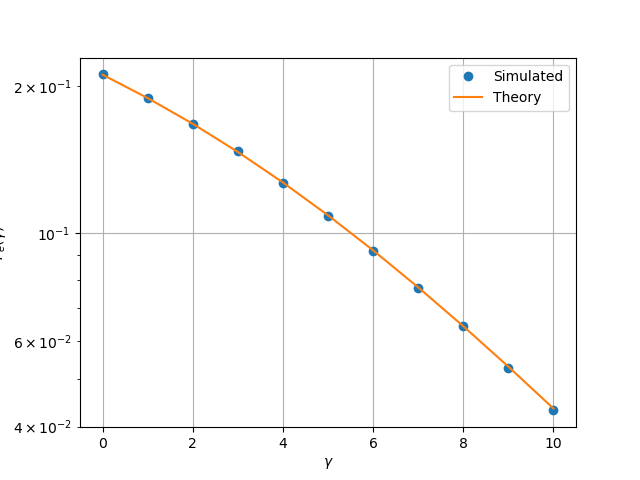 Simulated
Theory
2 × 10⁻¹
10⁻¹
6 × 10⁻²
4 × 10⁻²
0 2 4 6 8 10
γ